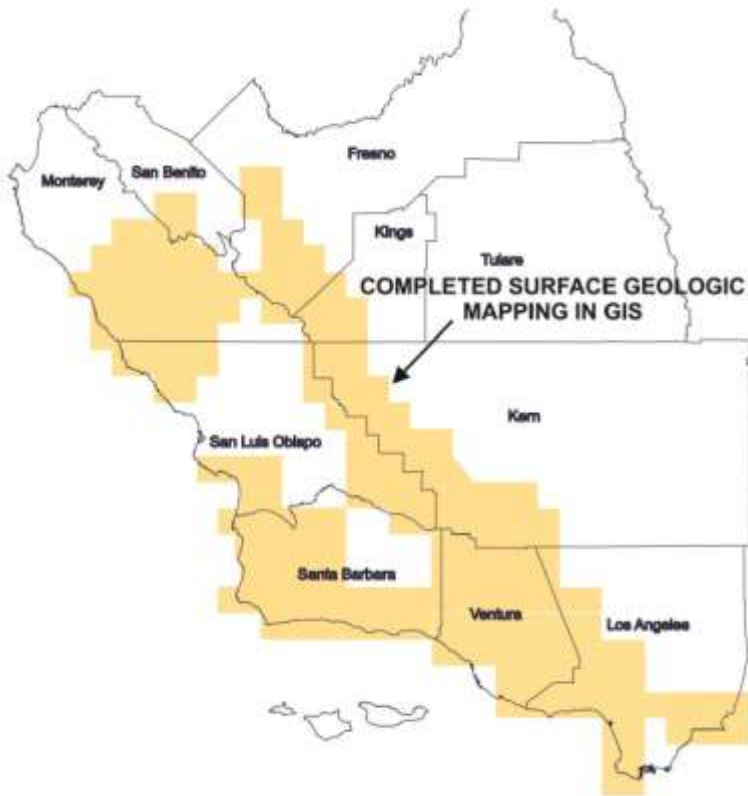 Fresno
San Benito
Monterey
Kings
Tulare
COMPLETED SURFACE GEOLOGIC
MAPPING IN GIS
Kern
San Luis Obispo
Santa Barbara
Ventura
Los Angeles